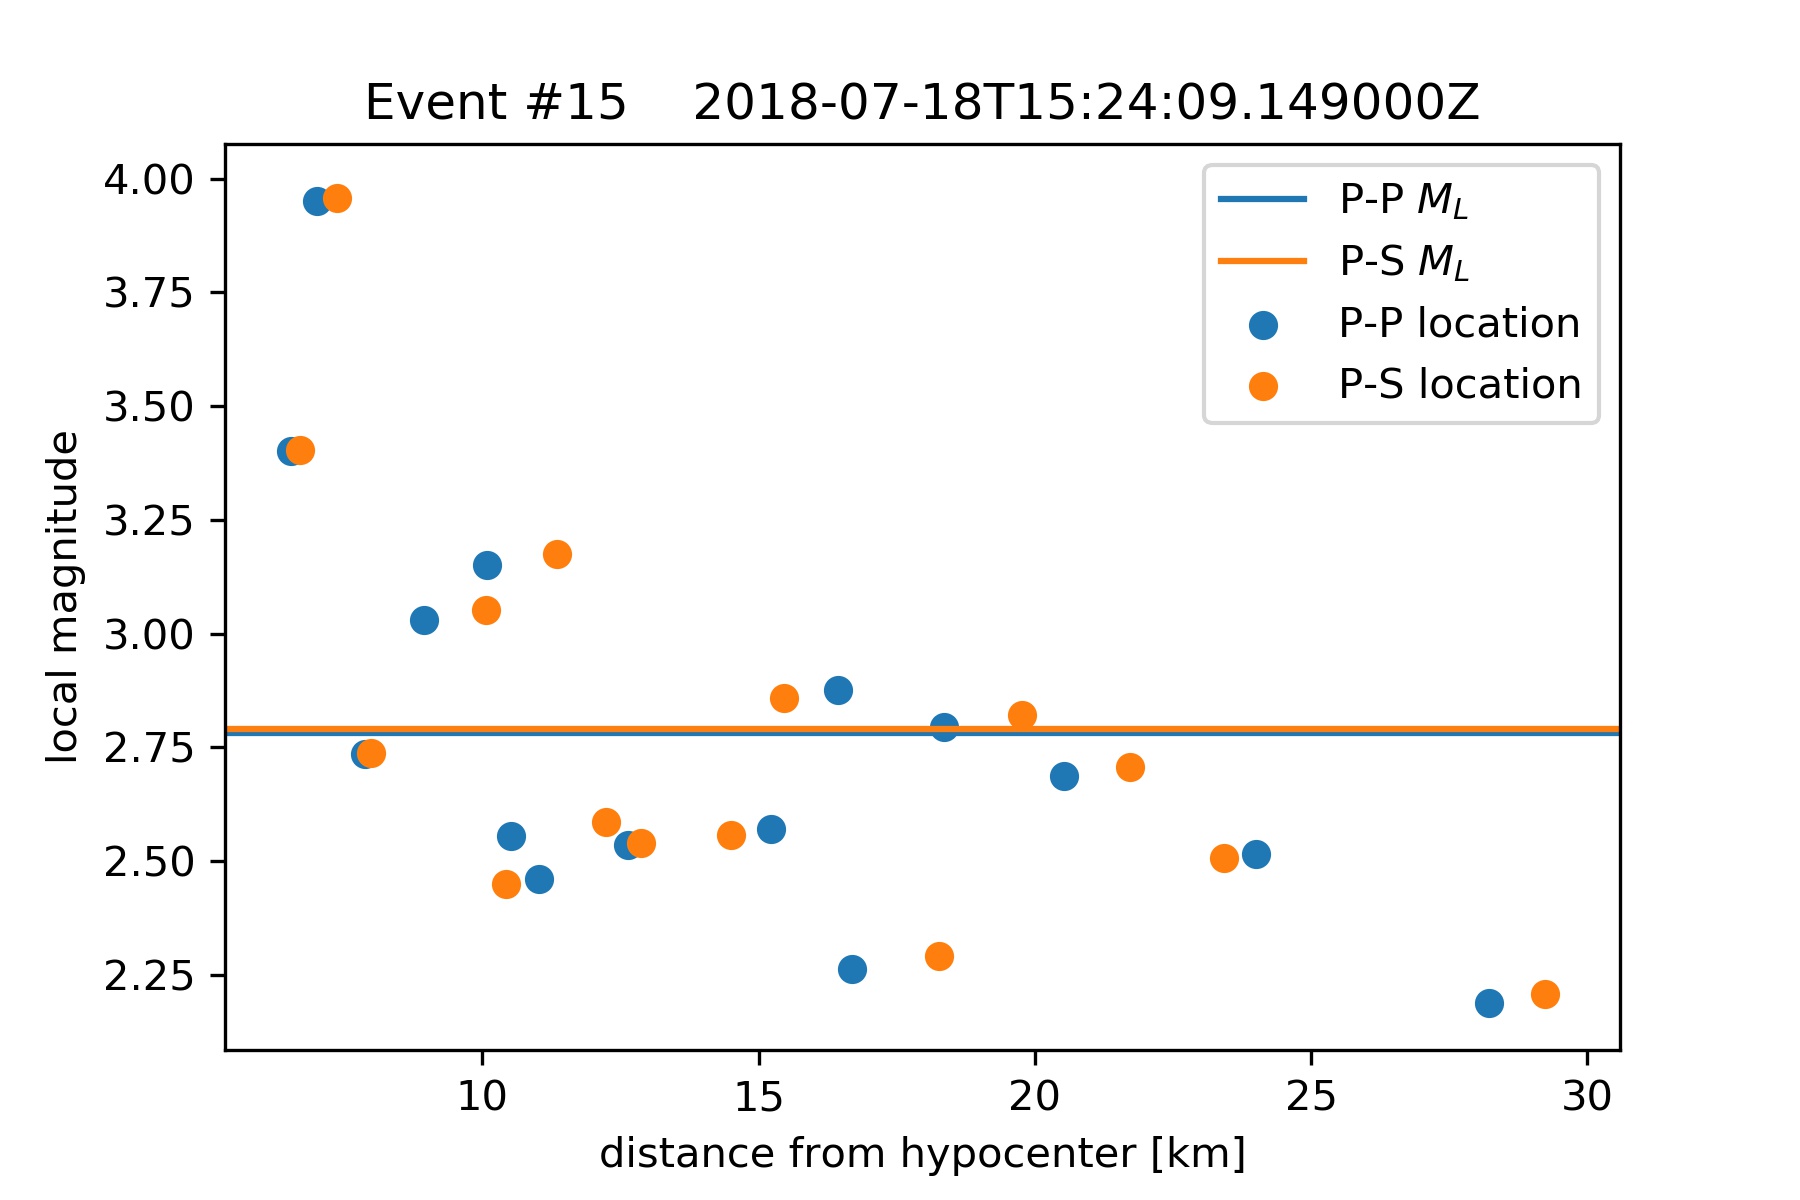 Event #15    2018-07-18T15:24:09.149000Z
4.00
3.75
3.50
3.25
3.00
2.75
2.50
2.25
local magnitude
P-P M_L
P-S M_L
P-P location
P-S location
10 15 20 25 30
distance from hypocenter [km]